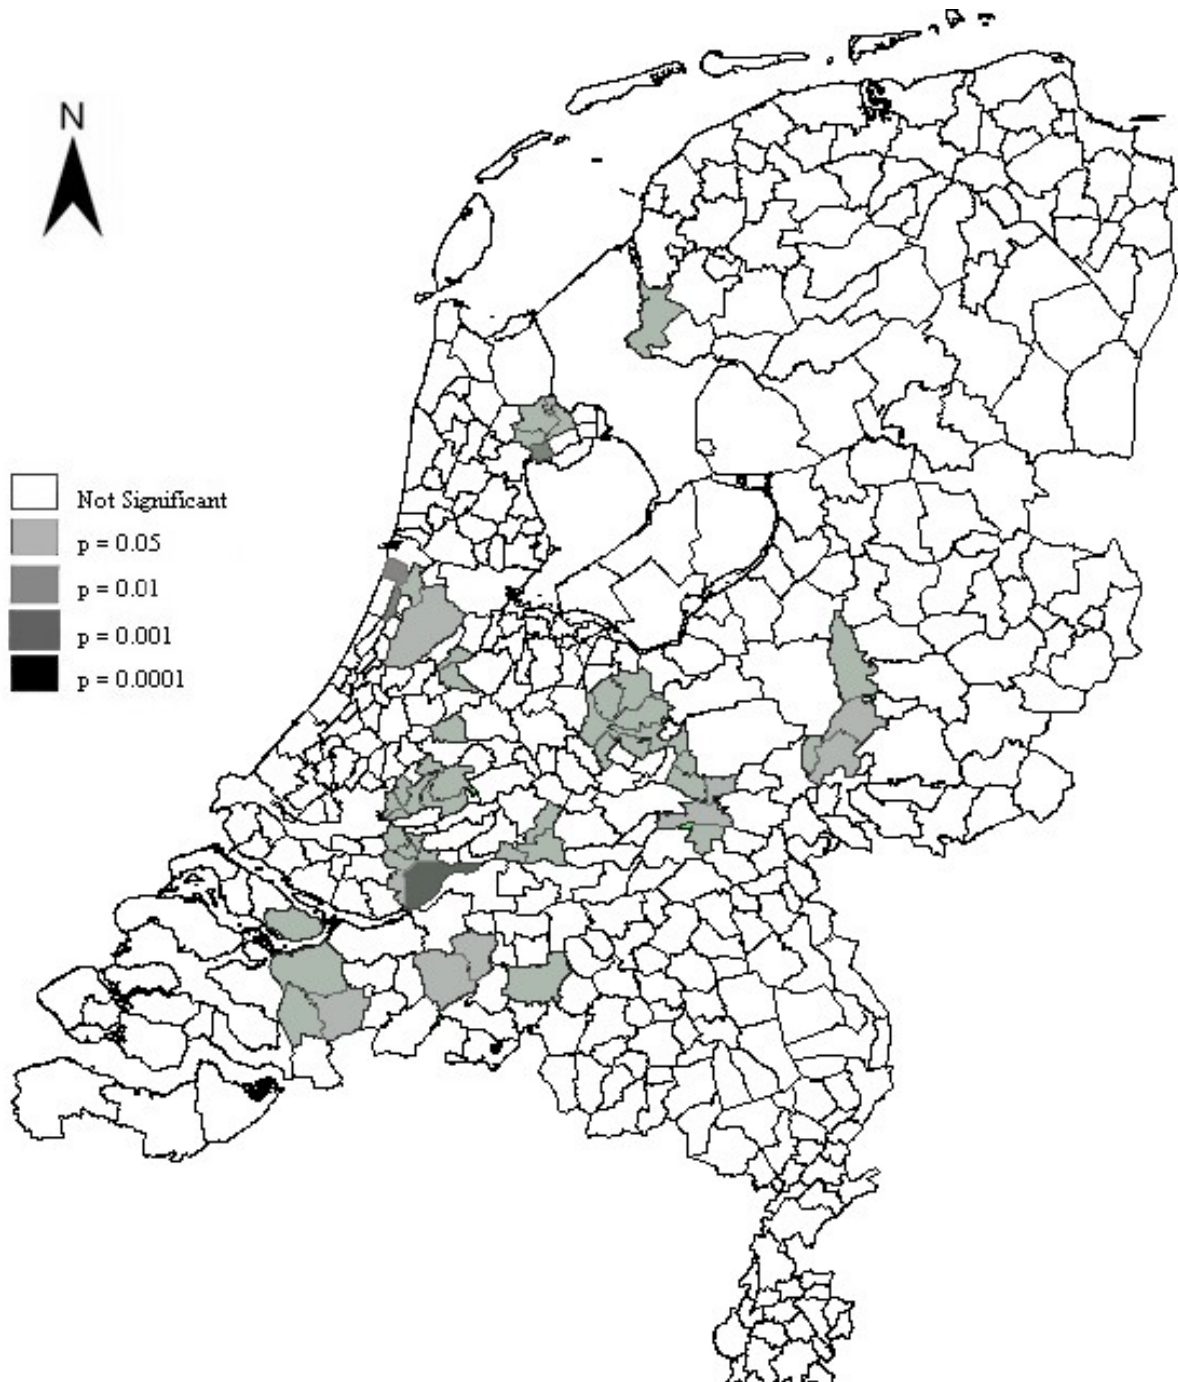 N
Not Significant
p = 0.05
p = 0.01
p = 0.001
p = 0.0001